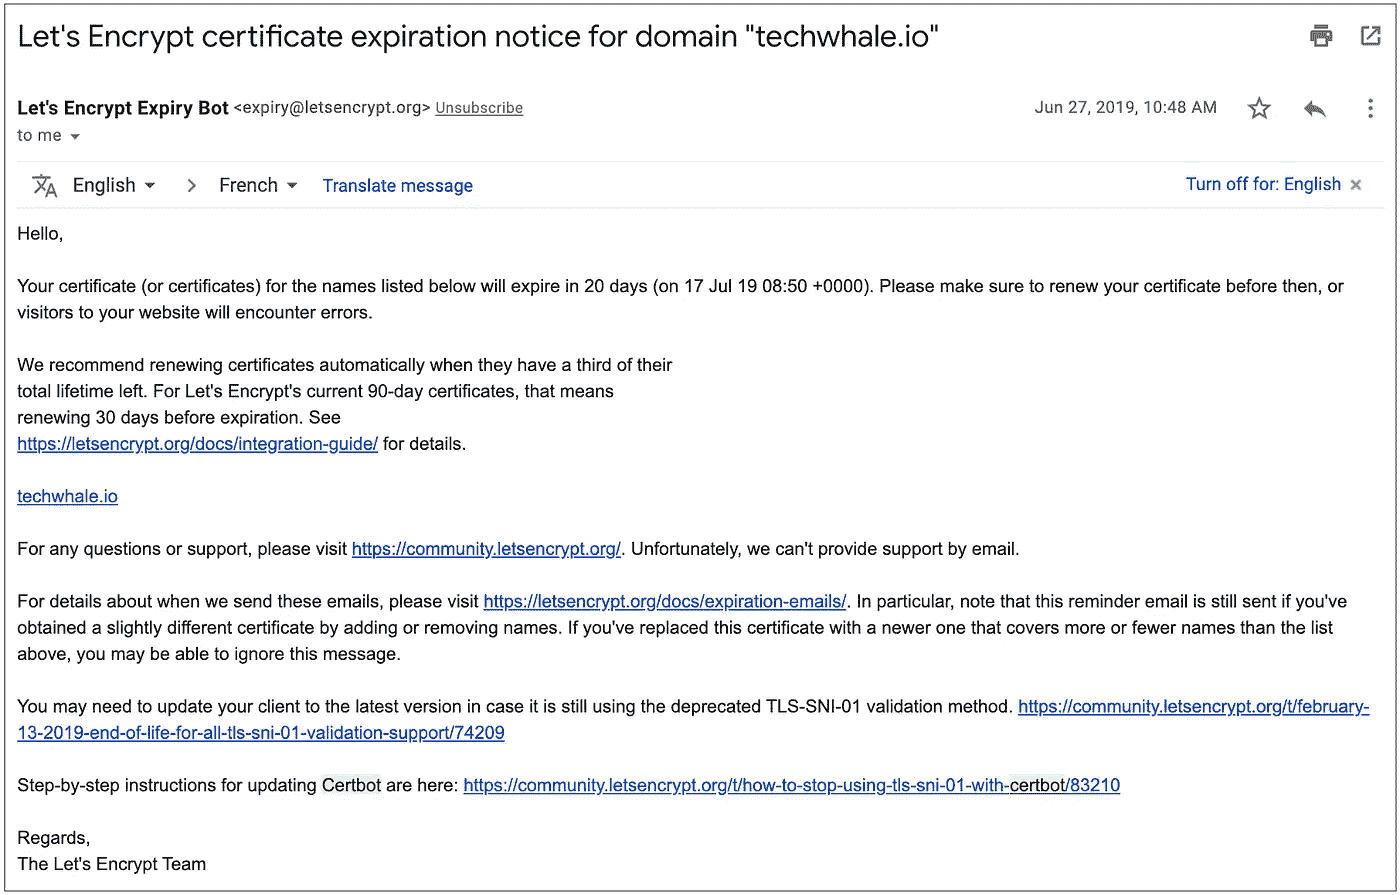 Let's Encrypt certificate expiration notice for domain "techwhale.io"
Let's Encrypt Expiry Bot <expiry@letsencrypt.org> Unsubscribe
Jun 27, 2019, 10:48 AM
to me
English
French
Translate message
Turn off for: English
Hello,
Your certificate (or certificates) for the names listed below will expire in 20 days (on 17 Jul 19 08:50 +0000). Please make sure to renew your certificate before then, or
visitors to your website will encounter errors.
We recommend renewing certificates automatically when they have a third of their
total lifetime left. For Let's Encrypt's current 90-day certificates, that means
renewing 30 days before expiration. See
https://letsencrypt.org/docs/integration-guide/ for details.
techwhale.io
For any questions or support, please visit https://community.letsencrypt.org/. Unfortunately, we can't provide support by email.
For details about when we send these emails, please visit https://letsencrypt.org/docs/expiration-emails/. In particular, note that this reminder email is still sent if you've
obtained a slightly different certificate by adding or removing names. If you've replaced this certificate with a newer one that covers more or fewer names than the list
above, you may be able to ignore this message.
You may need to update your client to the latest version in case it is still using the deprecated TLS-SNI-01 validation method. https://community.letsencrypt.org/t/february-
13-2019-end-of-life-for-all-tls-sni-01-validation-support/74209
Step-by-step instructions for updating Certbot are here: https://community.letsencrypt.org/t/how-to-stop-using-tls-sni-01-with-certbot/83210
Regards,
The Let's Encrypt Team